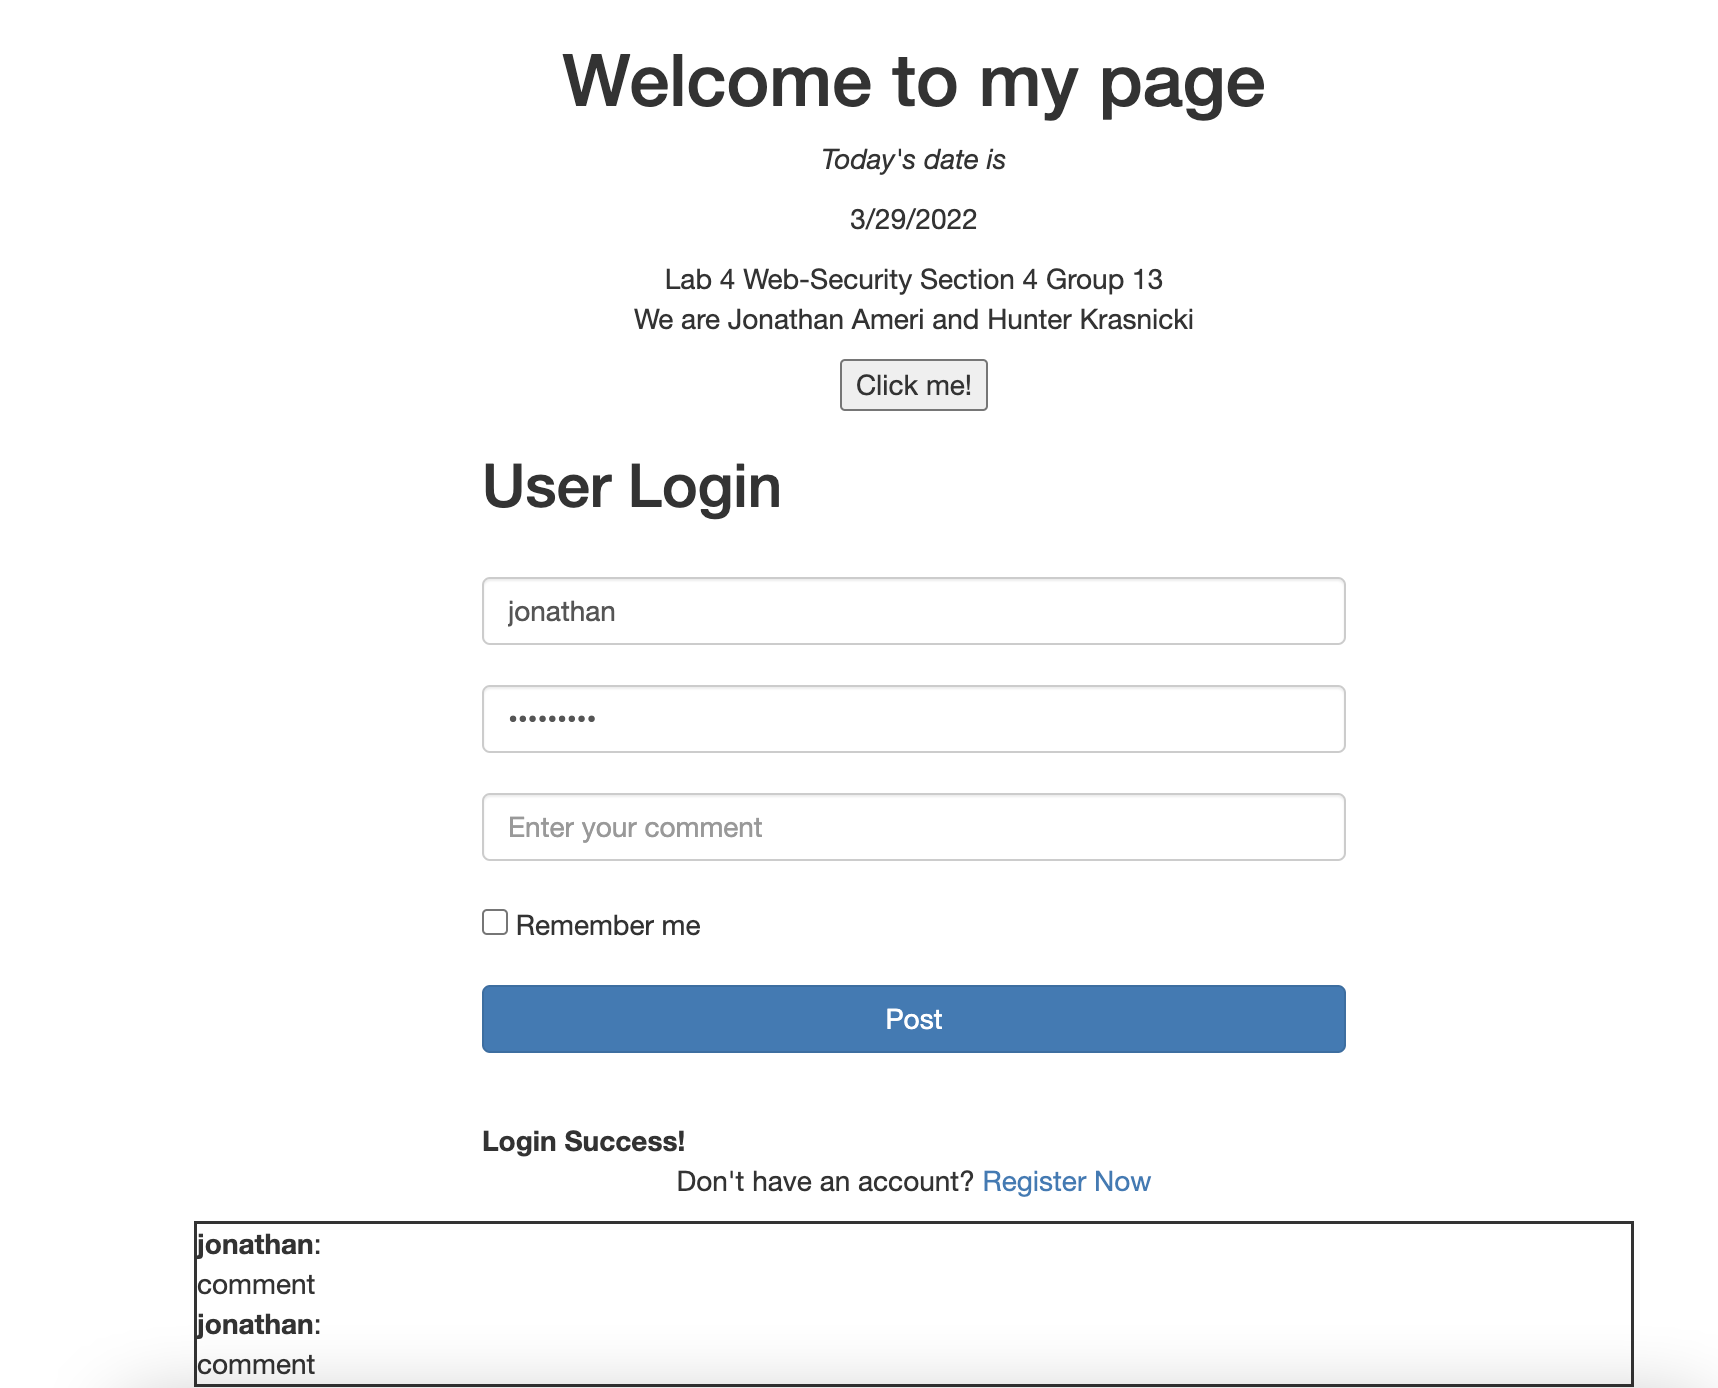 Welcome to my page
Today's date is
3/29/2022
Lab 4 Web-Security Section 4 Group 13
We are Jonathan Ameri and Hunter Krasnicki
Click me!
User Login
jonathan
•••••••••
Enter your comment
Remember me
Post
Login Success!
Don't have an account? Register Now
jonathan:
comment
jonathan:
comment